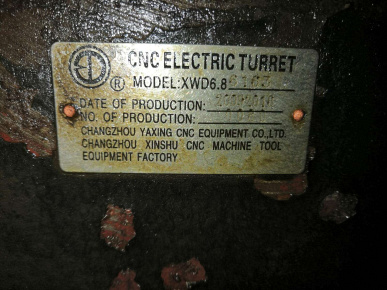 CNC ELECTRIC TURRET
® MODEL:XWD6.8
DATE OF PRODUCTION:
NO. OF PRODUCTION:
CHANGZHOU YAXING CNC EQUIPMENT CO.,LTD.
CHANGZHOU XINSHU CNC MACHINE TOOL
EQUIPMENT FACTORY